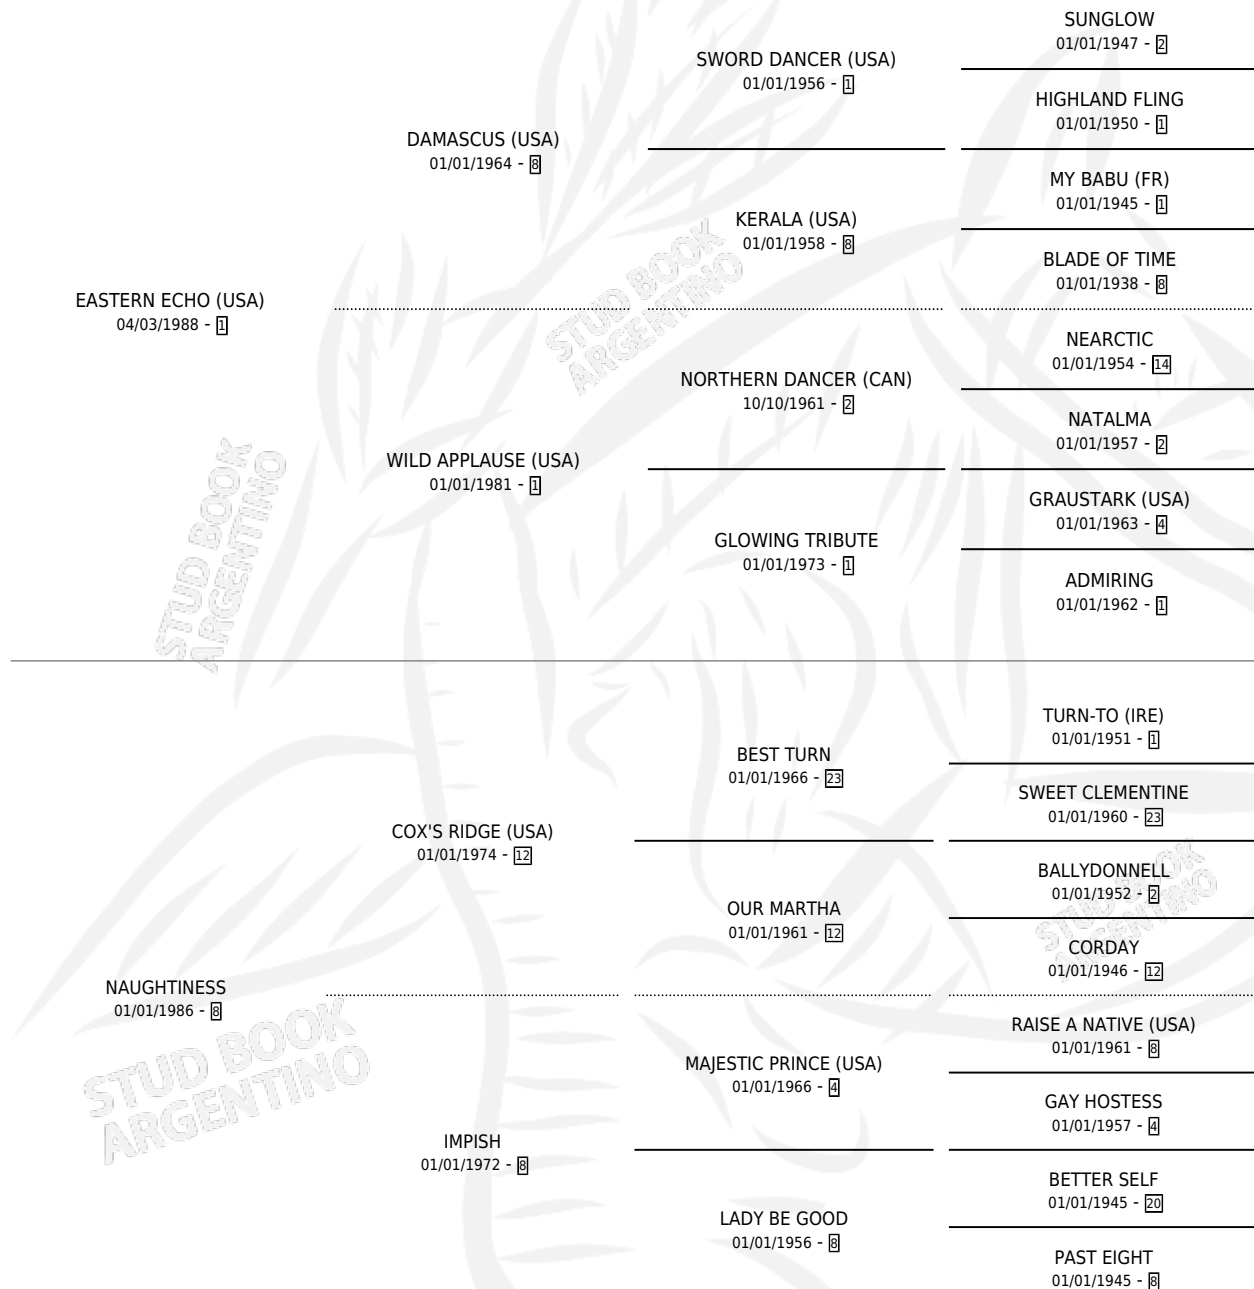 SUNGLOW
01/01/1947 - 2
SWORD DANCER (USA)
01/01/1956 - 1
HIGHLAND FLING
01/01/1950 - 1
DAMASCUS (USA)
01/01/1964 - 8
MY BABU (FR)
01/01/1945 - 1
KERALA (USA)
01/01/1958 - 8
BLADE OF TIME
01/01/1938 - 8
EASTERN ECHO (USA)
04/03/1988 - 1
NEARCTIC
01/01/1954 - 14
NORTHERN DANCER (CAN)
10/10/1961 - 2
NATALMA
01/01/1957 - 2
WILD APPLAUSE (USA)
01/01/1981 - 1
GRAUSTARK (USA)
01/01/1963 - 4
GLOWING TRIBUTE
01/01/1973 - 1
ADMIRING
01/01/1962 - 1
TURN-TO (IRE)
01/01/1951 - 1
BEST TURN
01/01/1966 - 23
SWEET CLEMENTINE
01/01/1960 - 23
COX'S RIDGE (USA)
01/01/1974 - 12
BALLYDONNELL
01/01/1952 - 2
OUR MARTHA
01/01/1961 - 12
CORDAY
01/01/1946 - 12
NAUGHTINESS
01/01/1986 - 8
RAISE A NATIVE (USA)
01/01/1961 - 8
MAJESTIC PRINCE (USA)
01/01/1966 - 4
GAY HOSTESS
01/01/1957 - 4
IMPISH
01/01/1972 - 8
BETTER SELF
01/01/1945 - 20
LADY BE GOOD
01/01/1956 - 8
PAST EIGHT
01/01/1945 - 8
STUD BOOK
ARGENTINO
STUD BOOK
ARGENTINO
STUD BOOK
ARGENTINO
STUD BOOK
ARGENTINO